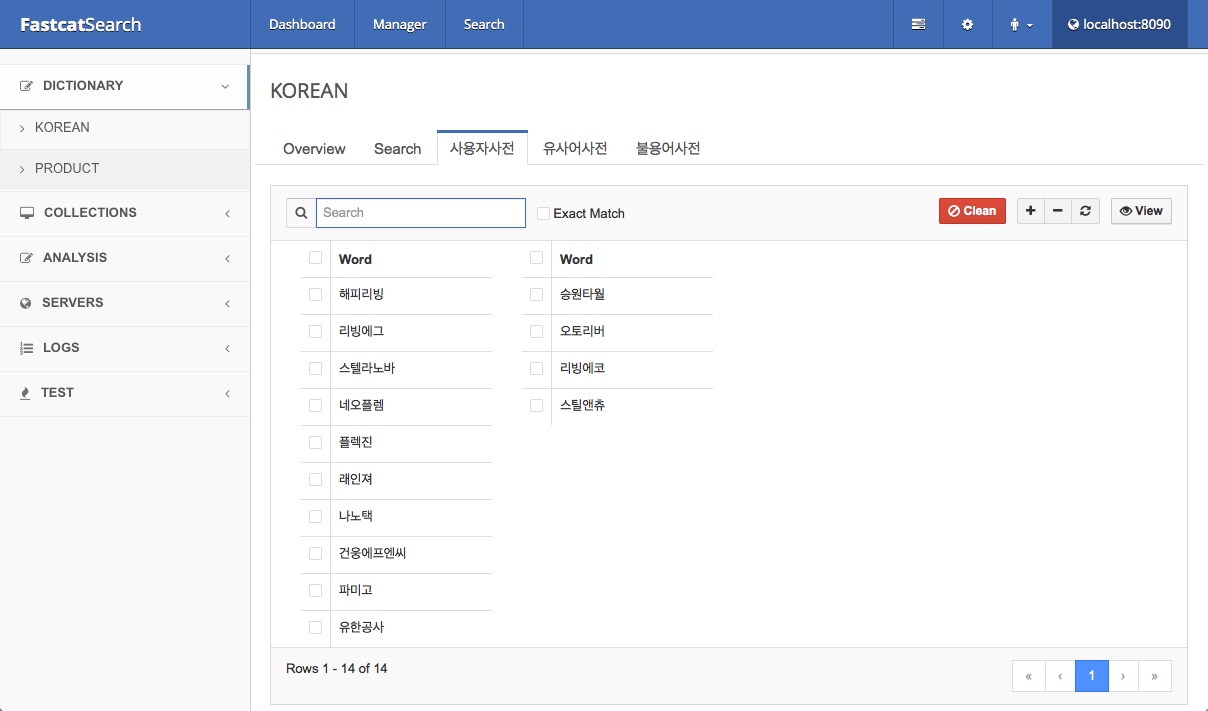 FastcatSearch Dashboard Manager Search localhost:8090
DICTIONARY
KOREAN
PRODUCT
COLLECTIONS
ANALYSIS
SERVERS
LOGS
TEST
KOREAN
Overview Search 사용자사전 유사어사전 불용어사전
Search Exact Match Clean View
Word Word
해피리빙 승원타월
리빙에그 오토리버
스텔라노바 리빙에코
네오플렘 스틸앤츄
플렉진
래인져
나노택
건웅에프엔씨
파미고
유한공사
Rows 1 - 14 of 14 « ‹ 1 › »